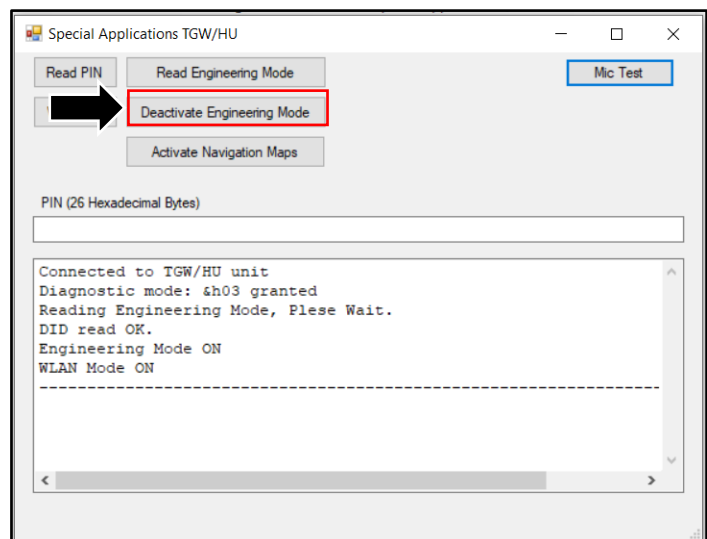 Special Applications TGW/HU
Read PIN
Read Engineering Mode
Mic Test
Deactivate Engineering Mode
Activate Navigation Maps
PIN (26 Hexadecimal Bytes)
Connected to TGW/HU unit
Diagnostic mode: &h03 granted
Reading Engineering Mode, Plese Wait.
DID read OK.
Engineering Mode ON
WLAN Mode ON
-----------------------------------------------------------------